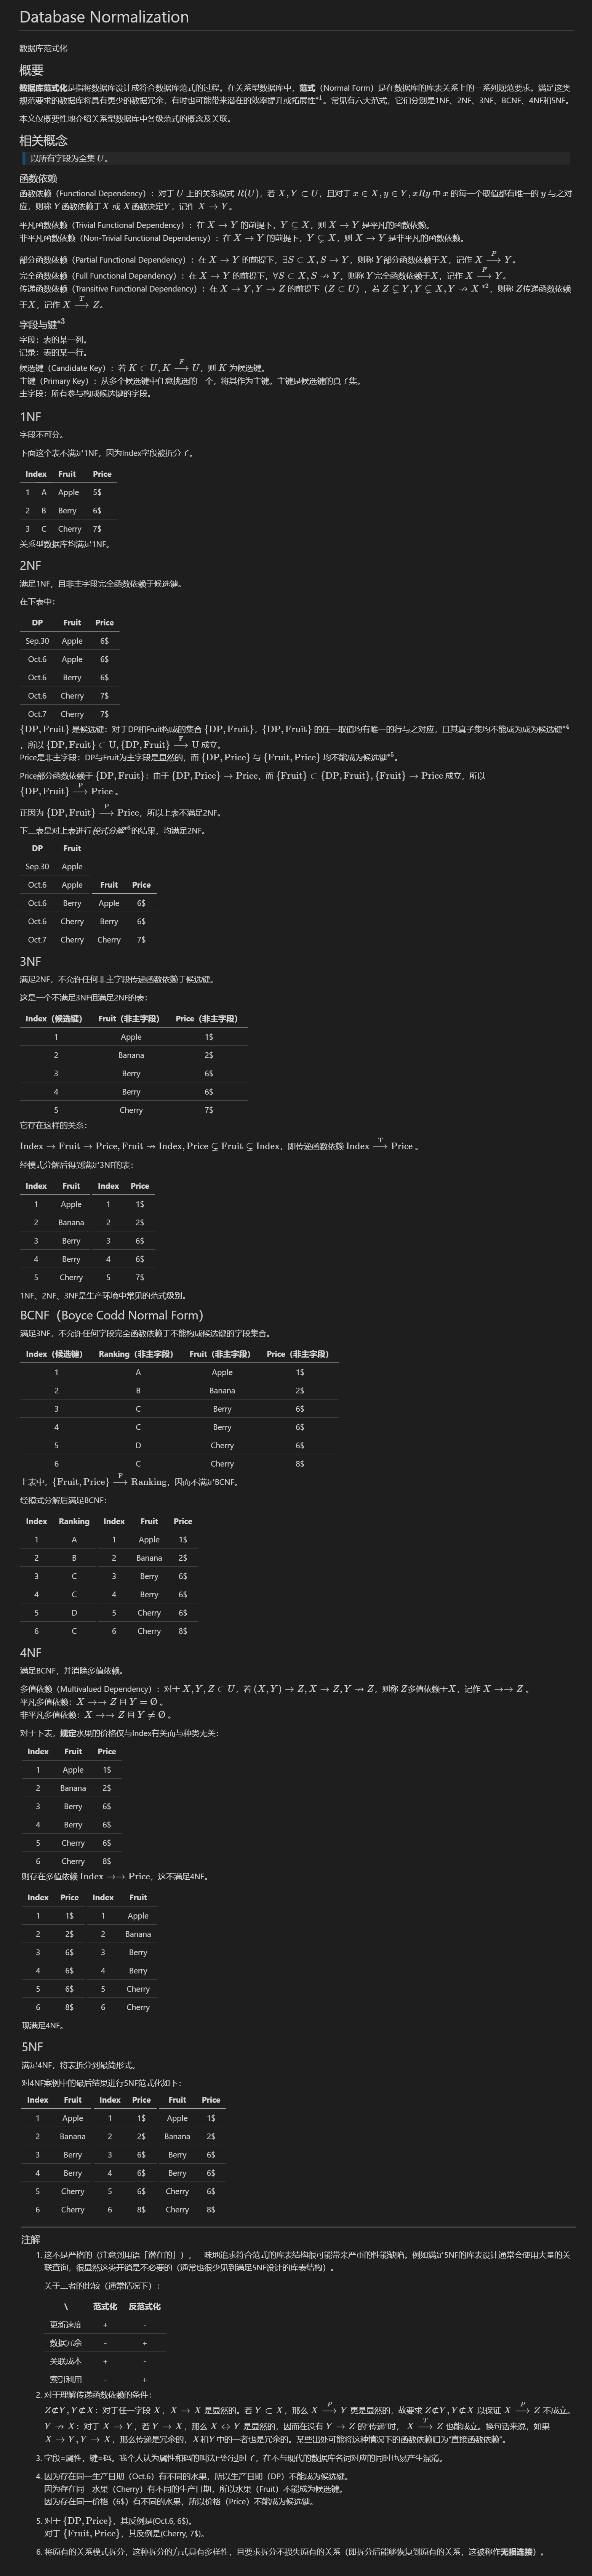 Database Normalization
数据库范式化
概要
数据库范式化是指将数据库设计成符合数据库范式的过程。在关系型数据库中，范式（Normal Form）是在数据库的库表关系上的一系列规范要求。满足这类
规范要求的数据库将具有更少的数据冗余，有时也可能带来潜在的效率提升或拓展性*1。常见有六大范式，它们分别是1NF、2NF、3NF、BCNF、4NF和5NF。
本文仅概要性地介绍关系型数据库中各级范式的概念及关联。
相关概念
以所有字段为全集 U。
函数依赖
函数依赖（Functional Dependency）：对于 U 上的关系模式 R(U)，若 X, Y ⊂ U，且对于 x ∈ X, y ∈ Y, xRy 中 x 的每一个取值都有唯一的 y 与之对
应，则称 Y 函数依赖于 X 或 X 函数决定 Y，记作 X → Y。
平凡函数依赖（Trivial Functional Dependency）：在 X → Y 的前提下，Y ⊆ X，则 X → Y 是平凡的函数依赖。
非平凡函数依赖（Non-Trivial Functional Dependency）：在 X → Y 的前提下，Y ⊊ X，则 X → Y 是非平凡的函数依赖。
部分函数依赖（Partial Functional Dependency）：在 X → Y 的前提下，∃S ⊂ X, S → Y，则称 Y 部分函数依赖于 X，记作 X —P→ Y。
完全函数依赖（Full Functional Dependency）：在 X → Y 的前提下，∀S ⊂ X, S ↛ Y，则称 Y 完全函数依赖于 X，记作 X —F→ Y。
传递函数依赖（Transitive Functional Dependency）：在 X → Y, Y → Z 的前提下（Z ⊂ U），若 Z ⊊ Y, Y ⊊ X, Y ↛ X *2，则称 Z 传递函数依赖
于 X，记作 X —T→ Z。
字段与键*3
字段：表的某一列。
记录：表的某一行。
候选键（Candidate Key）：若 K ⊂ U, K —F→ U，则 K 为候选键。
主键（Primary Key）：从多个候选键中任意挑选的一个，将其作为主键。主键是候选键的真子集。
主字段：所有参与构成候选键的字段。
1NF
字段不可分。
下面这个表不满足1NF，因为Index字段被拆分了。
Index Fruit Price
1 A Apple 5$
2 B Berry 6$
3 C Cherry 7$
关系型数据库均满足1NF。
2NF
满足1NF，且非主字段完全函数依赖于候选键。
在下表中：
DP Fruit Price
Sep.30 Apple 6$
Oct.6 Apple 6$
Oct.6 Berry 6$
Oct.6 Cherry 7$
Oct.7 Cherry 7$
{DP, Fruit} 是候选键：对于DP和Fruit构成的集合 {DP, Fruit}，{DP, Fruit} 的任一取值均有唯一的行与之对应，且其真子集均不能成为成为候选键*4
，所以 {DP, Fruit} ⊂ U, {DP, Fruit} —F→ U 成立。
Price是非主字段：DP与Fruit为主字段是显然的，而 {DP, Price} 与 {Fruit, Price} 均不能成为候选键*5。
Price部分函数依赖于 {DP, Fruit}：由于 {DP, Price} → Price，而 {Fruit} ⊂ {DP, Fruit}, {Fruit} → Price 成立，所以
{DP, Fruit} —P→ Price 。
正因为 {DP, Fruit} —P→ Price，所以上表不满足2NF。
下二表是对上表进行模式分解*6的结果，均满足2NF。
DP Fruit
Sep.30 Apple
Oct.6 Apple Fruit Price
Oct.6 Berry Apple 6$
Oct.6 Cherry Berry 6$
Oct.7 Cherry Cherry 7$
3NF
满足2NF，不允许任何非主字段传递函数依赖于候选键。
这是一个不满足3NF但满足2NF的表：
Index（候选键） Fruit（非主字段） Price（非主字段）
1 Apple 1$
2 Banana 2$
3 Berry 6$
4 Berry 6$
5 Cherry 7$
它存在这样的关系：
Index → Fruit → Price, Fruit ↛ Index, Price ⊊ Fruit ⊊ Index，即传递函数依赖 Index —T→ Price 。
经模式分解后得到满足3NF的表：
Index Fruit Index Price
1 Apple 1 1$
2 Banana 2 2$
3 Berry 3 6$
4 Berry 4 6$
5 Cherry 5 7$
1NF、2NF、3NF是生产环境中常见的范式级别。
BCNF（Boyce Codd Normal Form）
满足3NF，不允许任何字段完全函数依赖于不能构成候选键的字段集合。
Index（候选键） Ranking（非主字段） Fruit（非主字段） Price（非主字段）
1 A Apple 1$
2 B Banana 2$
3 C Berry 6$
4 C Berry 6$
5 D Cherry 6$
6 C Cherry 8$
上表中，{Fruit, Price} —F→ Ranking，因而不满足BCNF。
经模式分解后满足BCNF：
Index Ranking Index Fruit Price
1 A 1 Apple 1$
2 B 2 Banana 2$
3 C 3 Berry 6$
4 C 4 Berry 6$
5 D 5 Cherry 6$
6 C 6 Cherry 8$
4NF
满足BCNF，并消除多值依赖。
多值依赖（Multivalued Dependency）：对于 X, Y, Z ⊂ U，若 (X, Y) → Z, X → Z, Y ↛ Z，则称 Z 多值依赖于 X，记作 X →→ Z 。
平凡多值依赖：X →→ Z 且 Y = Ø 。
非平凡多值依赖：X →→ Z 且 Y ≠ Ø 。
对于下表，规定水果的价格仅与Index有关而与种类无关：
Index Fruit Price
1 Apple 1$
2 Banana 2$
3 Berry 6$
4 Berry 6$
5 Cherry 6$
6 Cherry 8$
则存在多值依赖 Index →→ Price，这不满足4NF。
Index Price Index Fruit
1 1$ 1 Apple
2 2$ 2 Banana
3 6$ 3 Berry
4 6$ 4 Berry
5 6$ 5 Cherry
6 8$ 6 Cherry
现满足4NF。
5NF
满足4NF，将表拆分到最简形式。
对4NF案例中的最后结果进行5NF范式化如下：
Index Fruit Index Price Fruit Price
1 Apple 1 1$ Apple 1$
2 Banana 2 2$ Banana 2$
3 Berry 3 6$ Berry 6$
4 Berry 4 6$ Berry 6$
5 Cherry 5 6$ Cherry 6$
6 Cherry 6 8$ Cherry 8$
注解
1. 这不是严格的（注意到用语「潜在的」），一味地追求符合范式的库表结构很可能带来严重的性能缺陷。例如满足5NF的库表设计通常会使用大量的关
联查询，很显然这类开销是不必要的（通常也很少见到满足5NF设计的库表结构）。
关于二者的比较（通常情况下）：
\ 范式化 反范式化
更新速度 + -
数据冗余 - +
关联成本 + -
索引利用 - +
2. 对于理解传递函数依赖的条件：
Z ⊄ Y, Y ⊄ X：对于任一字段 X，X → X 是显然的。若 Y ⊂ X，那么 X —P→ Y 更是显然的，故要求 Z ⊄ Y, Y ⊄ X 以保证 X —P→ Z 不成立。
Y ↛ X：对于 X → Y，若 Y → X，那么 X ⇔ Y 是显然的，因而在没有 Y → Z 的“传递”时， X —T→ Z 也能成立。换句话来说，如果
X → Y, Y → X，那么传递是冗余的，X和Y中的一者也是冗余的。某些出处可能将这种情况下的函数依赖归为“直接函数依赖”。
3. 字段=属性，键=码。我个人认为属性和码的叫法已经过时了，在不与现代的数据库名词对应的同时也易产生混淆。
4. 因为存在同一生产日期（Oct.6）有不同的水果，所以生产日期（DP）不能成为候选键。
因为存在同一水果（Cherry）有不同的生产日期，所以水果（Fruit）不能成为候选键。
因为存在同一价格（6$）有不同的水果，所以价格（Price）不能成为候选键。
5. 对于 {DP, Price}，其反例是(Oct.6, 6$)。
对于 {Fruit, Price}，其反例是(Cherry, 7$)。
6. 将原有的关系模式拆分，这种拆分的方式具有多样性，且要求拆分不损失原有的关系（即拆分后能够恢复到原有的关系，这被称作无损连接）。